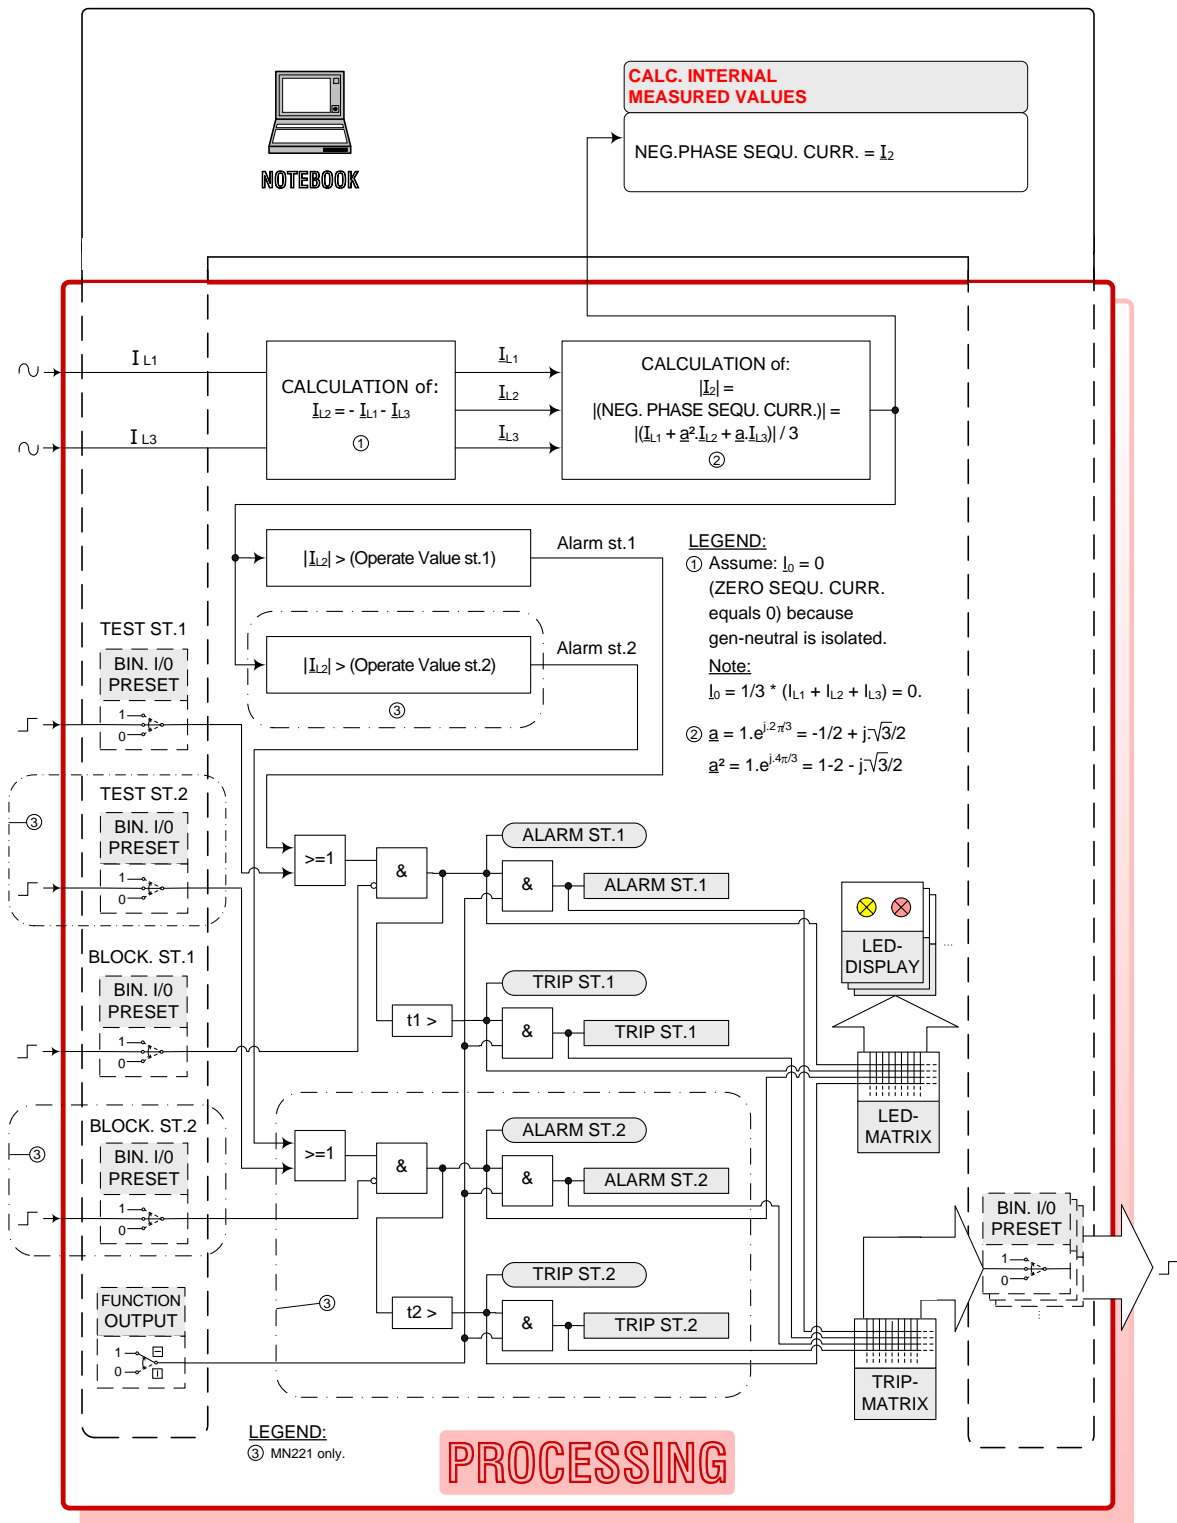 NOTEBOOK
CALC. INTERNAL
MEASURED VALUES
NEG.PHASE SEQU. CURR. = I2
I L1
I L3
CALCULATION of:
IL2 = - IL1 - IL3
①
IL1
IL2
IL3
CALCULATION of:
|I2| =
|(NEG. PHASE SEQU. CURR.)| =
|(IL1 + a².IL2 + a.IL3)| / 3
②
|IL2| > (Operate Value st.1)
Alarm st.1
|IL2| > (Operate Value st.2)
Alarm st.2
③
LEGEND:
① Assume: I0 = 0
(ZERO SEQU. CURR.
equals 0) because
gen-neutral is isolated.
Note:
I0 = 1/3 * (IL1 + IL2 + IL3) = 0.
② a = 1.e^j.2π/3 = -1/2 + j.√3/2
a² = 1.e^j.4π/3 = 1-2 - j.√3/2
TEST ST.1
BIN. I/0
PRESET
1
0
TEST ST.2
③
BIN. I/0
PRESET
1
0
BLOCK. ST.1
BIN. I/0
PRESET
1
0
BLOCK. ST.2
③
BIN. I/0
PRESET
1
0
FUNCTION
OUTPUT
1
0
>=1
&
ALARM ST.1
&
ALARM ST.1
TRIP ST.1
t1 >
&
TRIP ST.1
>=1
&
ALARM ST.2
&
ALARM ST.2
TRIP ST.2
③
t2 >
&
TRIP ST.2
LED-
DISPLAY
...
LED-
MATRIX
BIN. I/0
PRESET
1
0
...
TRIP-
MATRIX
LEGEND:
③ MN221 only.
PROCESSING